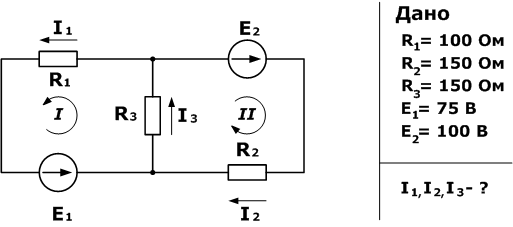 I1
E2
R1
I
R3
I3
II
R2
E1
I2
Дано
R1= 100 Ом
R2= 150 Ом
R3= 150 Ом
E1= 75 В
E2= 100 В
I1,I2,I3- ?